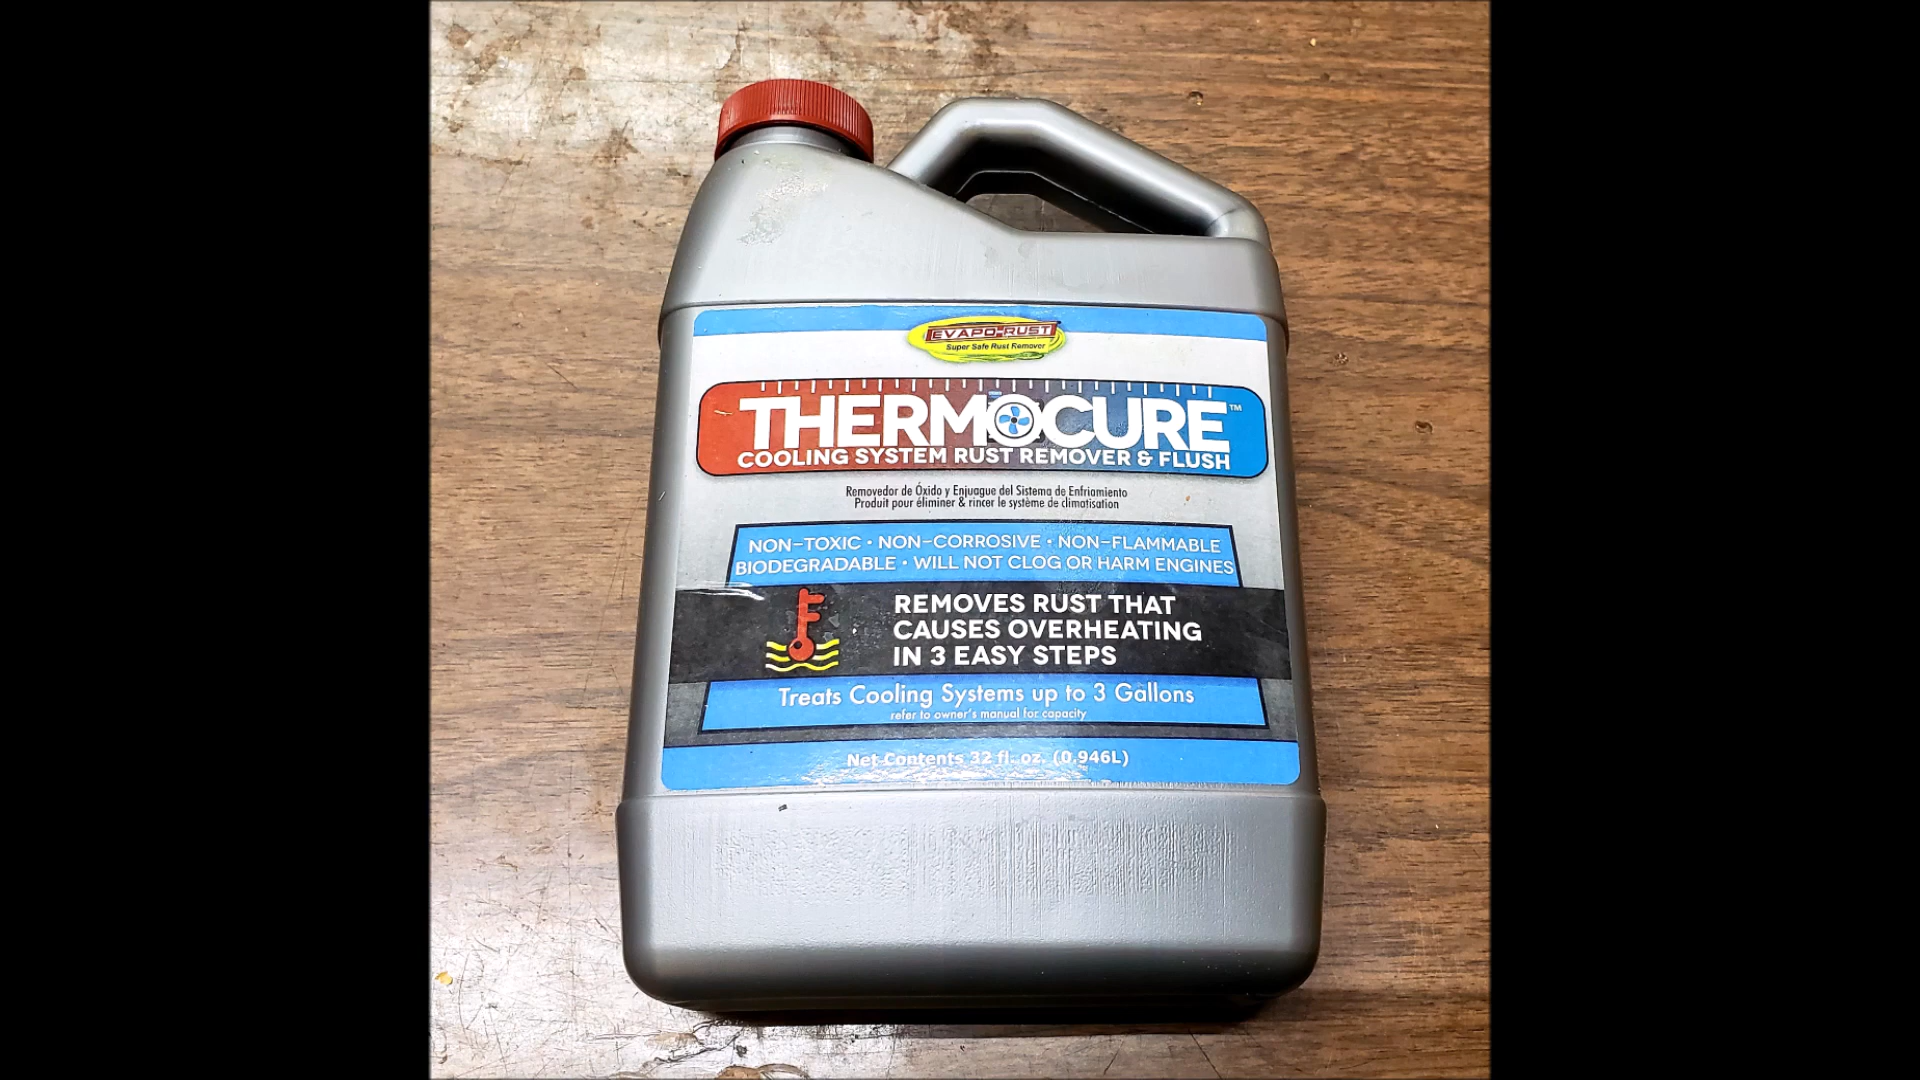 EVAPO-RUST
Super Safe Rust Remover
THERMOCURE™
COOLING SYSTEM RUST REMOVER & FLUSH
Removedor de Óxido y Enjuague del Sistema de Enfriamiento
Produit pour éliminer & rincer le système de climatisation
NON-TOXIC • NON-CORROSIVE • NON-FLAMMABLE
BIODEGRADABLE • WILL NOT CLOG OR HARM ENGINES
REMOVES RUST THAT
CAUSES OVERHEATING
IN 3 EASY STEPS
Treats Cooling Systems up to 3 Gallons
refer to owner's manual for capacity
Net Contents 32 fl. oz. (0.946L)